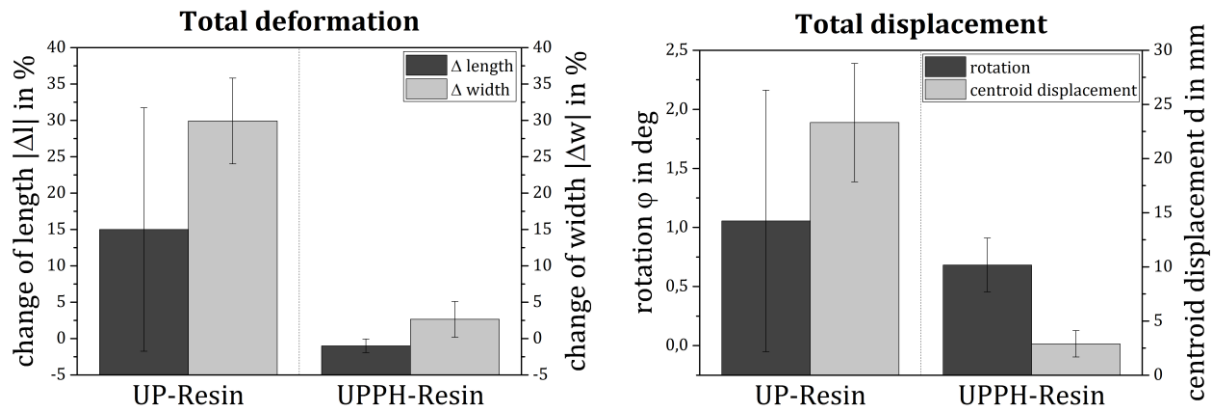 Total deformation
change of length |Δl| in %
40
35
30
25
20
15
10
5
0
-5
Δ length
Δ width
40
35
30
25
20
15
10
5
0
-5
change of width |Δw| in %
UP-Resin
UPPH-Resin
Total displacement
rotation φ in deg
2,5
2,0
1,5
1,0
0,5
0,0
rotation
centroid displacement
30
25
20
15
10
5
0
centroid displacement d in mm
UP-Resin
UPPH-Resin